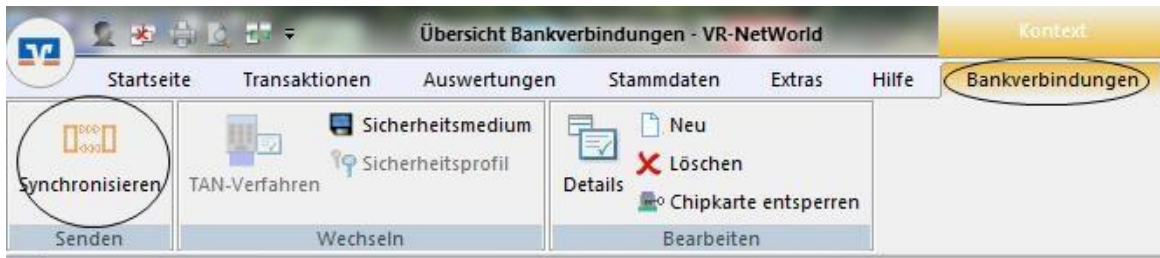 Übersicht Bankverbindungen - VR-NetWorld
Kontext
Startseite Transaktionen Auswertungen Stammdaten Extras Hilfe Bankverbindungen
Synchronisieren
TAN-Verfahren
Sicherheitsmedium
Sicherheitsprofil
Details
Neu
Löschen
Chipkarte entsperren
Senden Wechseln Bearbeiten